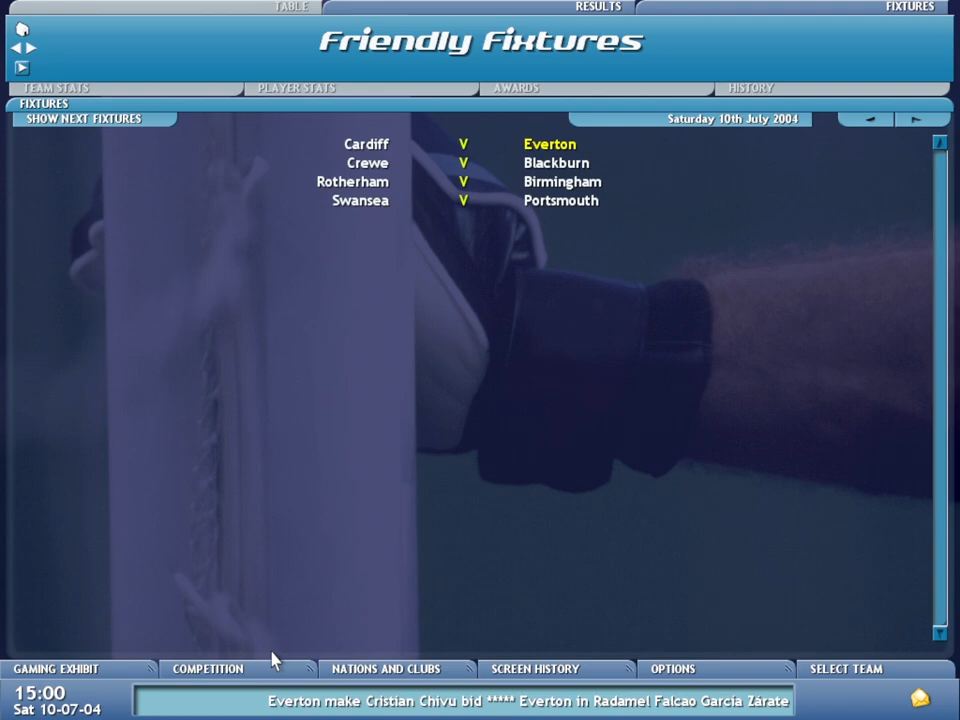 TABLE RESULTS FIXTURES
Friendly Fixtures
TEAM STATS PLAYER STATS AWARDS HISTORY
FIXTURES
SHOW NEXT FIXTURES Saturday 10th July 2004
Cardiff V Everton
Crewe V Blackburn
Rotherham V Birmingham
Swansea V Portsmouth
GAMING EXHIBIT COMPETITION NATIONS AND CLUBS SCREEN HISTORY OPTIONS SELECT TEAM
15:00
Sat 10-07-04
Everton make Cristian Chivu bid ***** Everton in Radamel Falcao García Zárate